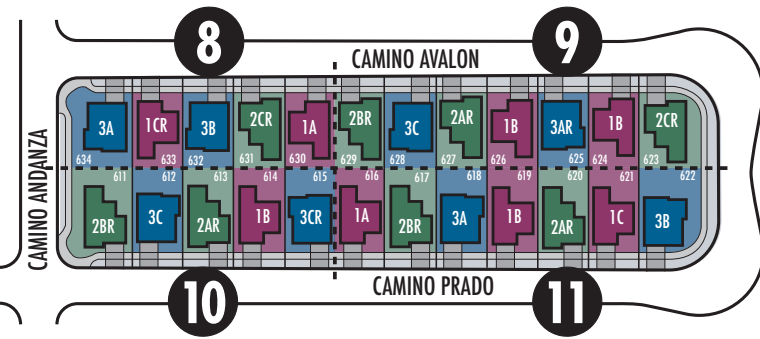 8
9
CAMINO AVALON
CAMINO ANDANZA
3A 1CR 3B 2CR 1A 2BR 3C 2AR 1B 3AR 1B 2CR
634 633 632 631 630 629 628 627 626 625 624 623
611 612 613 614 615 616 617 618 619 620 621 622
2BR 3C 2AR 1B 3CR 1A 2BR 3A 1B 2AR 1C 3B
CAMINO PRADO
10
11